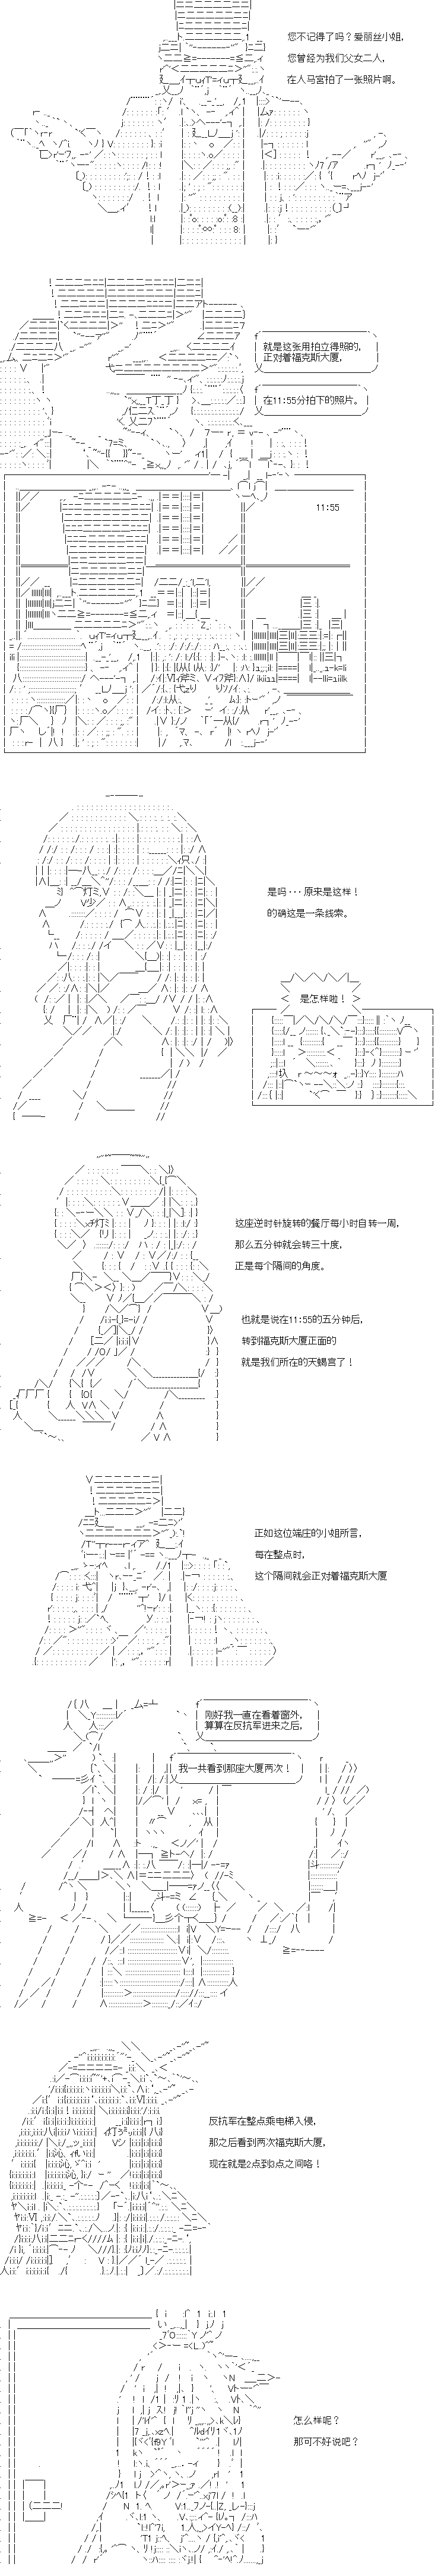 您不记得了吗？爱丽丝小姐，
您曾经为我们父女二人，
在人马宫拍了一张照片啊。
就是这张用拍立得照的，
正对着福克斯大厦，
在11:55分拍下的照片。
11:55
是吗・・・原来是这样！
的确这是一条线索。
是怎样啦！
这座逆时针旋转的餐厅每小时自转一周，
那么五分钟就会转三十度，
正是每个隔间的角度。
也就是说在11:55的五分钟后，
转到福克斯大厦正面的
就是我们所在的天蝎宫了！
正如这位端庄的小姐所言，
每在整点时，
这个隔间就会正对着福克斯大厦
刚好我一直在看着窗外，
算算在反抗军进来之后，
我一共看到那座大厦两次！
反抗军在整点乘电梯入侵，
那之后看到两次福克斯大厦，
现在就是2点到3点之间咯！
怎么样呢？
那可不好说吧？